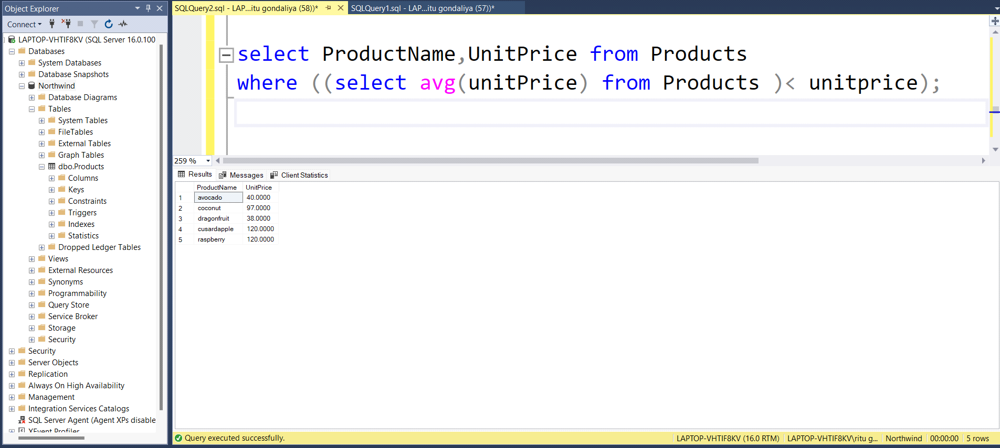 Object Explorer
Connect
LAPTOP-VHTIF8KV (SQL Server 16.0.100
Databases
System Databases
Database Snapshots
Northwind
Database Diagrams
Tables
System Tables
FileTables
External Tables
Graph Tables
dbo.Products
Columns
Keys
Constraints
Triggers
Indexes
Statistics
Dropped Ledger Tables
Views
External Resources
Synonyms
Programmability
Query Store
Service Broker
Storage
Security
Security
Server Objects
Replication
Always On High Availability
Management
Integration Services Catalogs
SQL Server Agent (Agent XPs disable
XEvent Profiler
SQLQuery2.sql - LAP...itu gondaliya (58))* SQLQuery1.sql - LAP...itu gondaliya (57))*
select ProductName,UnitPrice from Products
where ((select avg(unitPrice) from Products )< unitprice);
259 %
Results Messages Client Statistics
ProductName UnitPrice
1 avocado 40.0000
2 coconut 97.0000
3 dragonfruit 38.0000
4 cusardapple 120.0000
5 raspberry 120.0000
Query executed successfully. LAPTOP-VHTIF8KV (16.0 RTM) LAPTOP-VHTIF8KV\ritu g... Northwind 00:00:00 5 rows